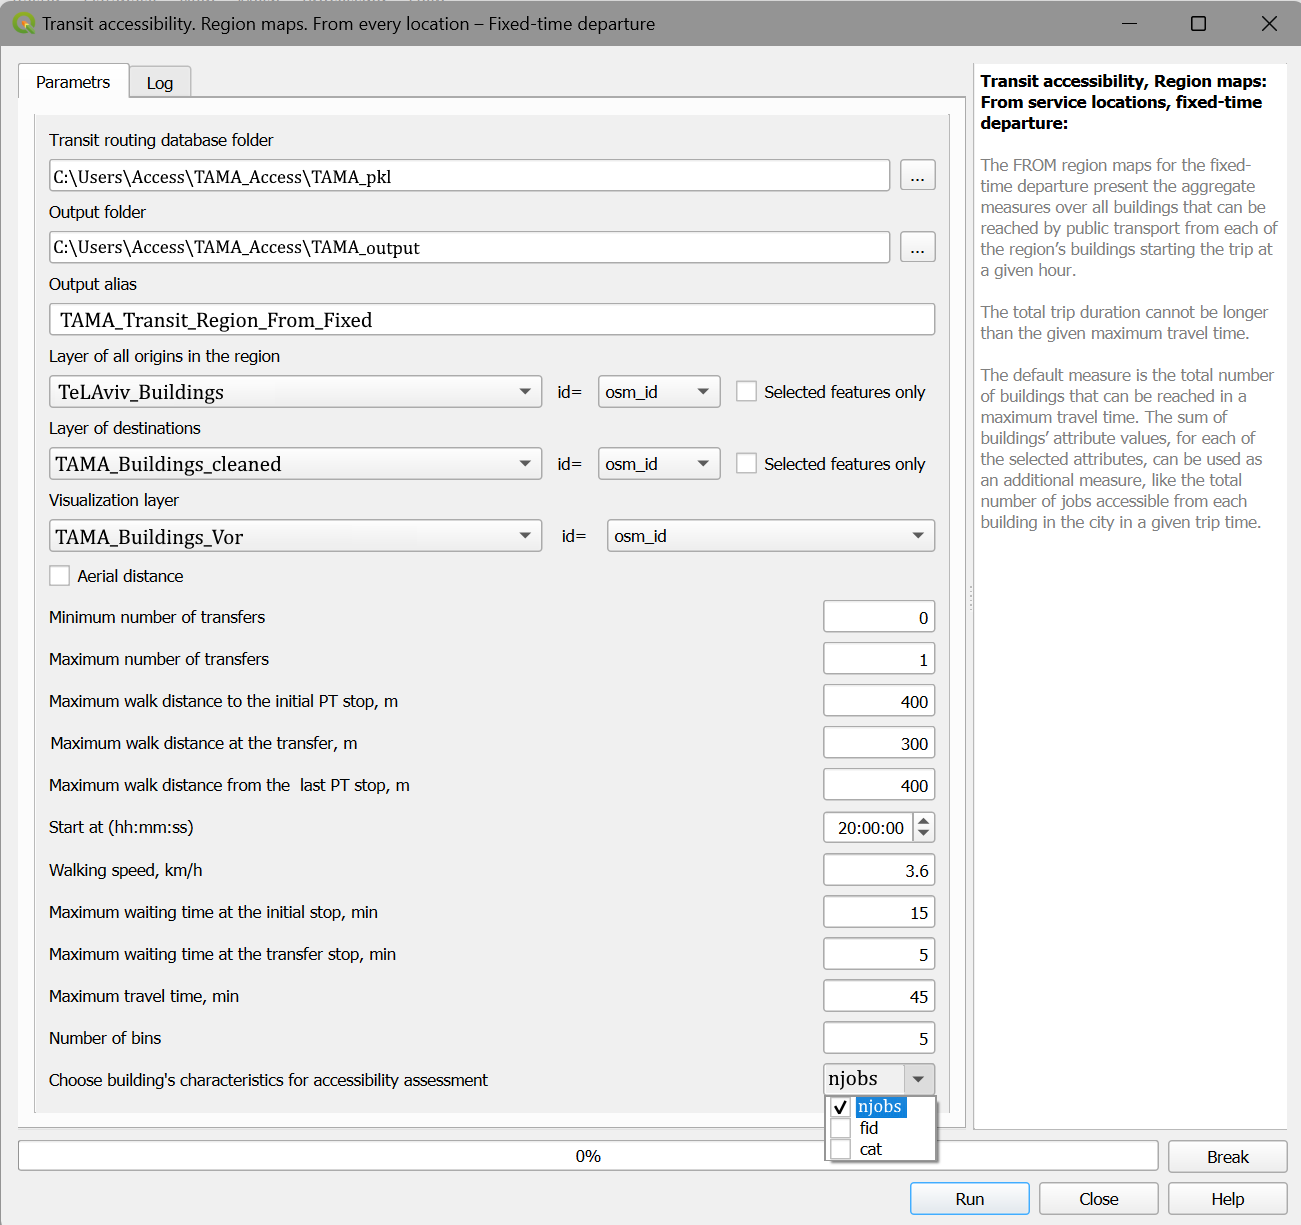 Transit accessibility. Region maps. From every location – Fixed-time departure
Parametrs
Log
Transit routing database folder
C:\Users\Access\TAMA_Access\TAMA_pkl
...
Output folder
C:\Users\Access\TAMA_Access\TAMA_output
...
Output alias
TAMA_Transit_Region_From_Fixed
Layer of all origins in the region
TeLAviv_Buildings id= osm_id Selected features only
Layer of destinations
TAMA_Buildings_cleaned id= osm_id Selected features only
Visualization layer
TAMA_Buildings_Vor id= osm_id
Aerial distance
Minimum number of transfers 0
Maximum number of transfers 1
Maximum walk distance to the initial PT stop, m 400
Maximum walk distance at the transfer, m 300
Maximum walk distance from the  last PT stop, m 400
Start at (hh:mm:ss) 20:00:00
Walking speed, km/h 3.6
Maximum waiting time at the initial stop, min 15
Maximum waiting time at the transfer stop, min 5
Maximum travel time, min 45
Number of bins 5
Choose building's characteristics for accessibility assessment njobs
njobs
fid
cat
Transit accessibility, Region maps:
From service locations, fixed-time
departure:
The FROM region maps for the fixed-
time departure present the aggregate
measures over all buildings that can be
reached by public transport from each of
the region’s buildings starting the trip at
a given hour.
The total trip duration cannot be longer
than the given maximum travel time.
The default measure is the total number
of buildings that can be reached in a
maximum travel time. The sum of
buildings’ attribute values, for each of
the selected attributes, can be used as
an additional measure, like the total
number of jobs accessible from each
building in the city in a given trip time.
0%
Break
Run
Close
Help